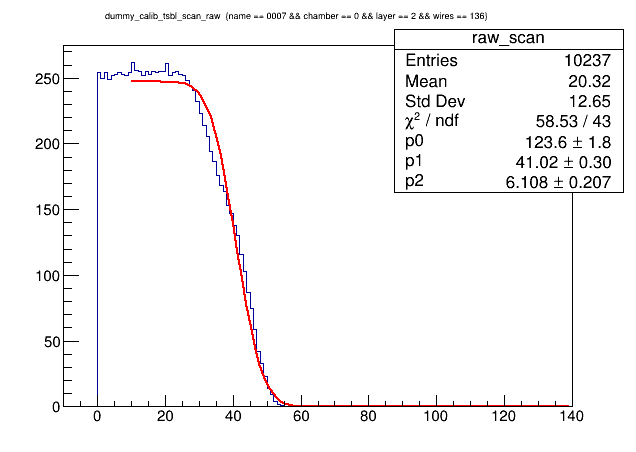 dummy_calib_tsbl_scan_raw (name == 0007 && chamber == 0 && layer == 2 && wires == 136)
raw_scan
Entries 10237
Mean 20.32
Std Dev 12.65
χ² / ndf 58.53 / 43
p0 123.6 ± 1.8
p1 41.02 ± 0.30
p2 6.108 ± 0.207
250
200
150
100
50
0
0 20 40 60 80 100 120 140